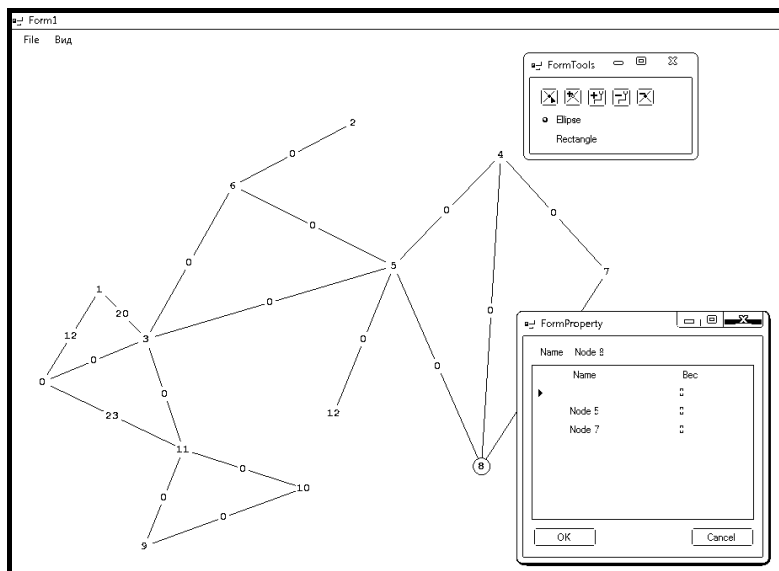 Form1
File Вид
FormTools
Ellipse
Rectangle
2
0
4
6
0
0
0
5
7
0
1
20
0
0
12
3
0
0
0
0
0
0
23
12
11
0
8
0
10
0
9
FormProperty
Name Node 8
Name Вес
Node 5
Node 7
OK Cancel